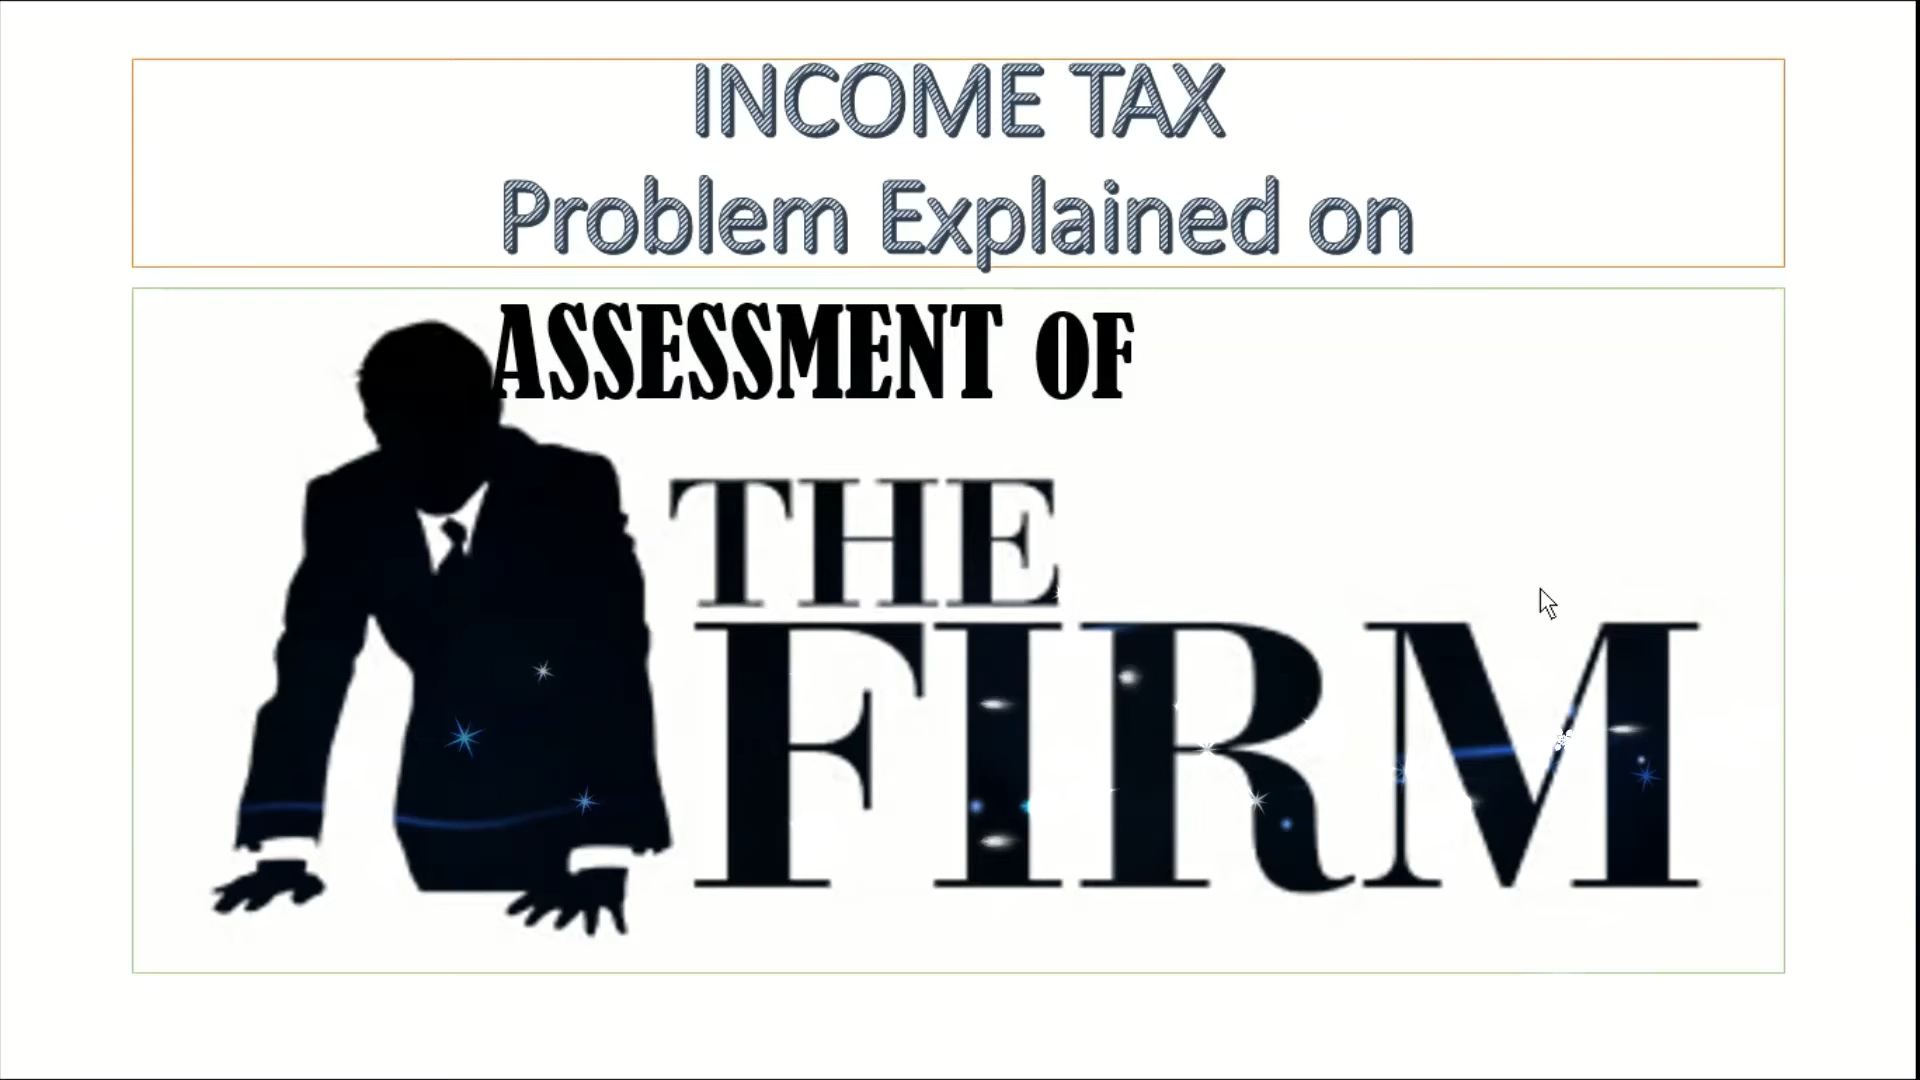 INCOME TAX
Problem Explained on
ASSESSMENT OF
THE
FIRM